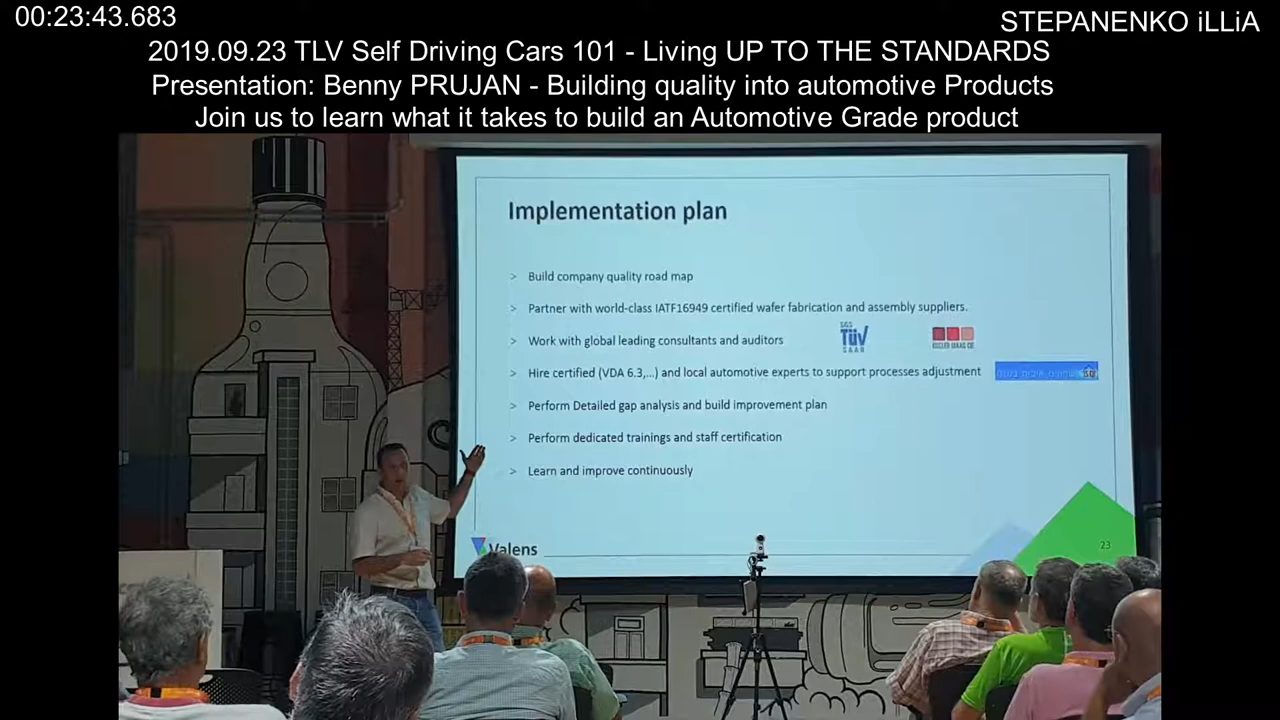 00:23:43.683
STEPANENKO iLLiA
2019.09.23 TLV Self Driving Cars 101 - Living UP TO THE STANDARDS
Presentation: Benny PRUJAN - Building quality into automotive Products
Join us to learn what it takes to build an Automotive Grade product
Implementation plan
> Build company quality road map
> Partner with world-class IATF16949 certified wafer fabrication and assembly suppliers.
> Work with global leading consultants and auditors
SGS
TÜV
SAAR
> Hire certified (VDA 6.3,...) and local automotive experts to support processes adjustment
> Perform Detailed gap analysis and build improvement plan
> Perform dedicated trainings and staff certification
> Learn and improve continuously
Valens
23